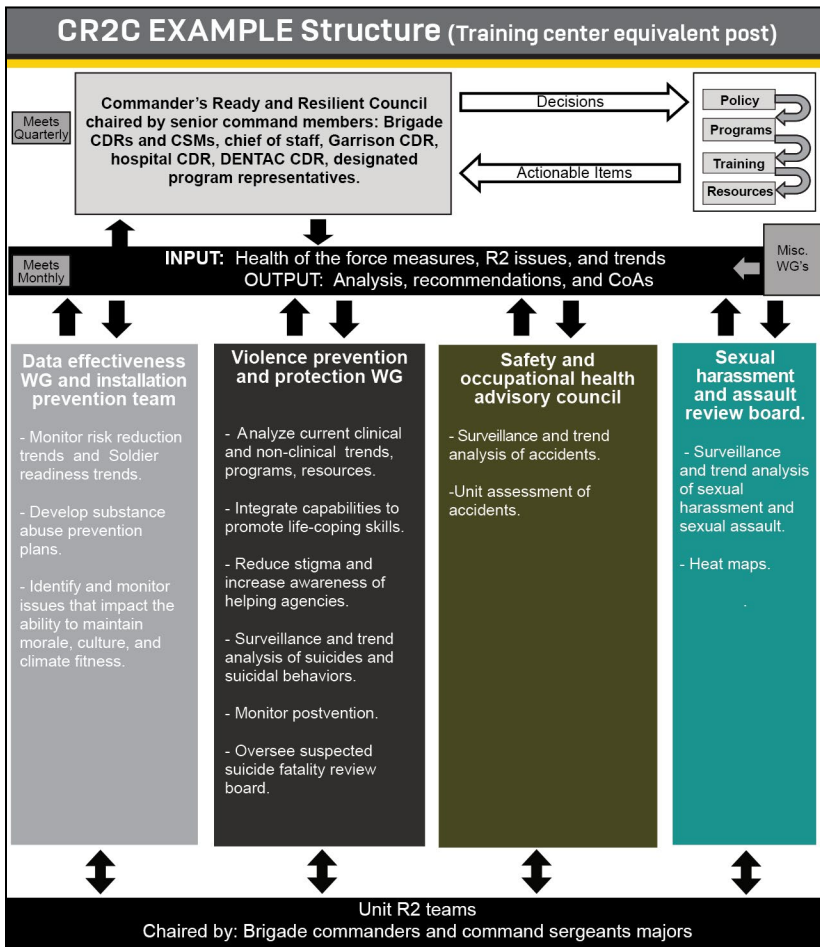 CR2C EXAMPLE Structure (Training center equivalent post)
Meets
Quarterly
Commander's Ready and Resilient Council
chaired by senior command members: Brigade
CDRs and CSMs, chief of staff, Garrison CDR,
hospital CDR, DENTAC CDR, designated
program representatives.
Decisions
Actionable Items
Policy
Programs
Training
Resources
Meets
Monthly
INPUT: Health of the force measures, R2 issues, and trends
OUTPUT: Analysis, recommendations, and CoAs
Misc.
WG's
Data effectiveness
WG and installation
prevention team
- Monitor risk reduction
trends and Soldier
readiness trends.
- Develop substance
abuse prevention
plans.
- Identify and monitor
issues that impact the
ability to maintain
morale, culture, and
climate fitness.
Violence prevention
and protection WG
- Analyze current clinical
and non-clinical trends,
programs, resources.
- Integrate capabilities to
promote life-coping skills.
- Reduce stigma and
increase awareness of
helping agencies.
- Surveillance and trend
analysis of suicides and
suicidal behaviors.
- Monitor postvention.
- Oversee suspected
suicide fatality review
board.
Safety and
occupational health
advisory council
- Surveillance and trend
analysis of accidents.
-Unit assessment of
accidents.
Sexual
harassment
and assault
review board.
- Surveillance
and trend analysis
of sexual
harassment and
sexual assault.
- Heat maps.
.
Unit R2 teams
Chaired by: Brigade commanders and command sergeants majors